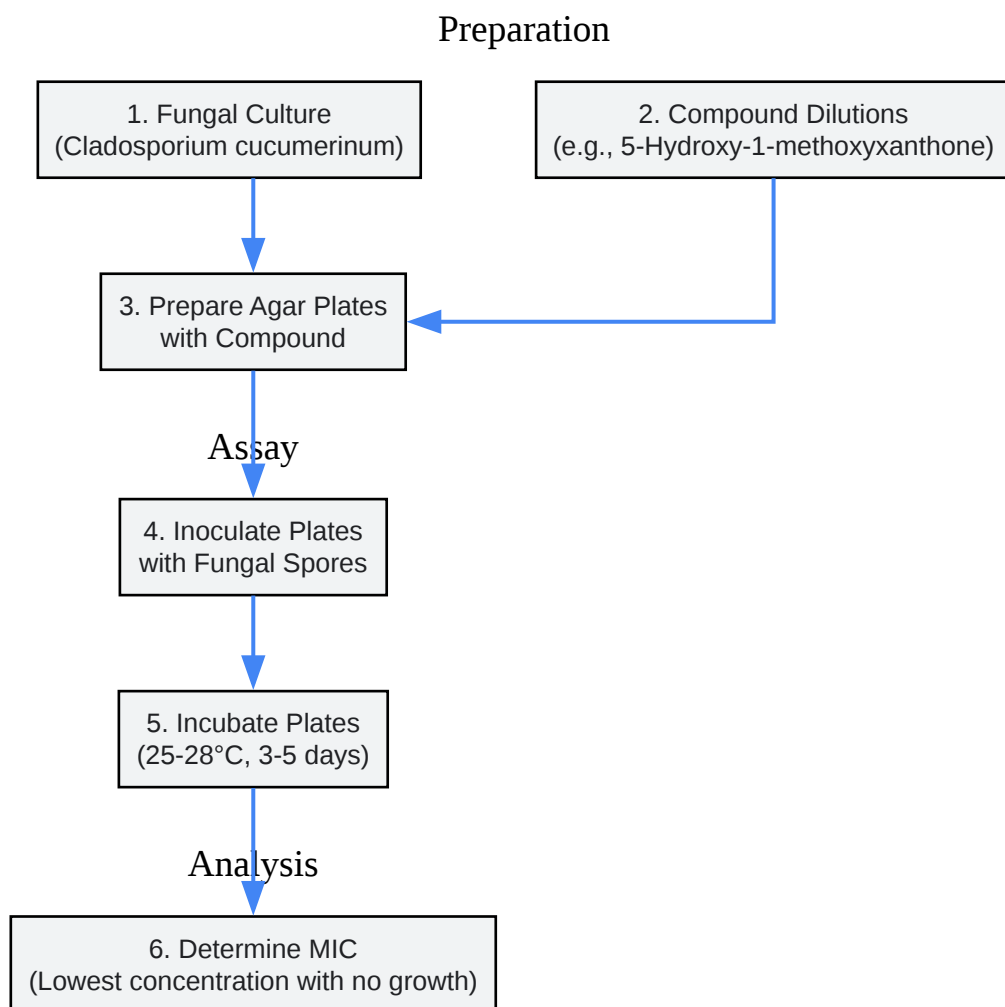 Preparation
1. Fungal Culture
(Cladosporium cucumerinum)
2. Compound Dilutions
(e.g., 5-Hydroxy-1-methoxyxanthone)
3. Prepare Agar Plates
with Compound
Assay
4. Inoculate Plates
with Fungal Spores
5. Incubate Plates
(25-28°C, 3-5 days)
Analysis
6. Determine MIC
(Lowest concentration with no growth)